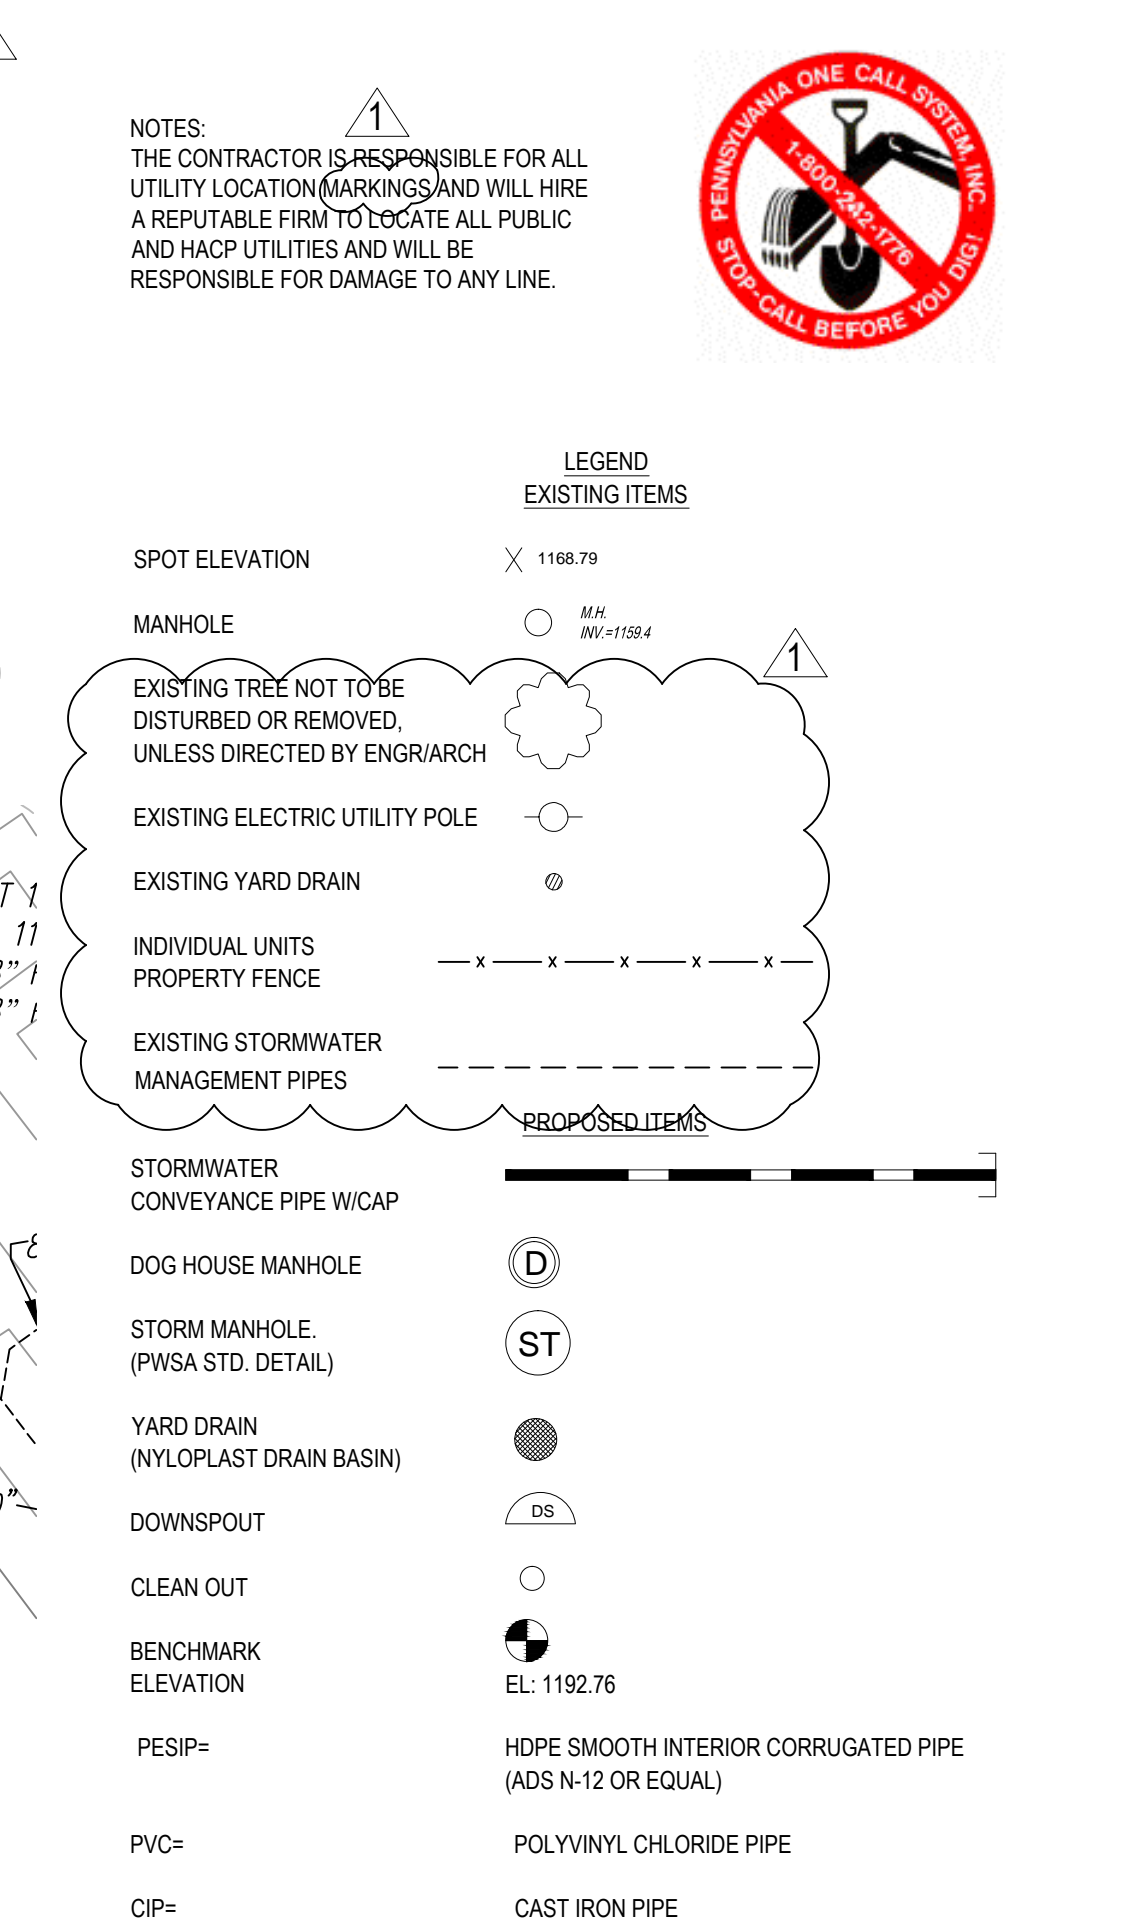 1
NOTES:
THE CONTRACTOR IS RESPONSIBLE FOR ALL
UTILITY LOCATION MARKINGS AND WILL HIRE
A REPUTABLE FIRM TO LOCATE ALL PUBLIC
AND HACP UTILITIES AND WILL BE
RESPONSIBLE FOR DAMAGE TO ANY LINE.
PENNSYLVANIA ONE CALL SYSTEM, INC.
1-800-242-1776
STOP-CALL BEFORE YOU DIG!
LEGEND
EXISTING ITEMS
SPOT ELEVATION 1168.79
MANHOLE M.H.
INV.=1159.4
1
EXISTING TREE NOT TO BE
DISTURBED OR REMOVED,
UNLESS DIRECTED BY ENGR/ARCH
EXISTING ELECTRIC UTILITY POLE
EXISTING YARD DRAIN
INDIVIDUAL UNITS
PROPERTY FENCE
x x x x x
EXISTING STORMWATER
MANAGEMENT PIPES
PROPOSED ITEMS
STORMWATER
CONVEYANCE PIPE W/CAP
DOG HOUSE MANHOLE D
STORM MANHOLE.
(PWSA STD. DETAIL)
ST
YARD DRAIN
(NYLOPLAST DRAIN BASIN)
DOWNSPOUT DS
CLEAN OUT
BENCHMARK
ELEVATION EL: 1192.76
PESIP= HDPE SMOOTH INTERIOR CORRUGATED PIPE
(ADS N-12 OR EQUAL)
PVC= POLYVINYL CHLORIDE PIPE
CIP= CAST IRON PIPE
T 1
11